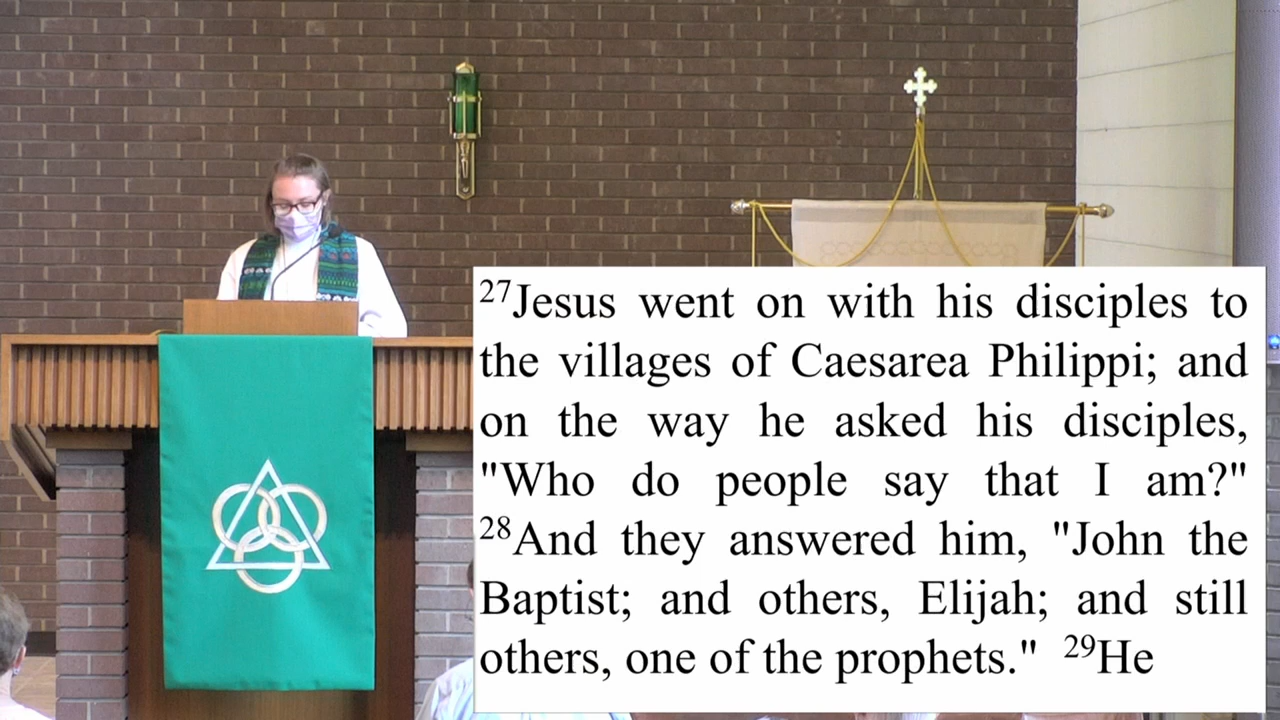 27Jesus went on with his disciples to
the villages of Caesarea Philippi; and
on the way he asked his disciples,
"Who do people say that I am?"
28And they answered him, "John the
Baptist; and others, Elijah; and still
others, one of the prophets." 29He